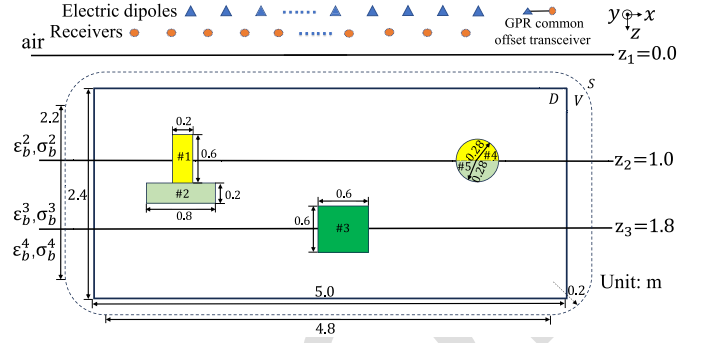 Electric dipoles
Receivers
GPR common
offset transceiver
y x
z
air
z₁=0.0
S
D V
2.2
0.2
ε_b^2,σ_b^2
#1
0.6
0.28
#4
#5
0.28
z₂=1.0
2.4
#2
0.2
0.8
0.6
ε_b^3,σ_b^3
0.6
#3
z₃=1.8
ε_b^4,σ_b^4
5.0
0.2
Unit: m
4.8